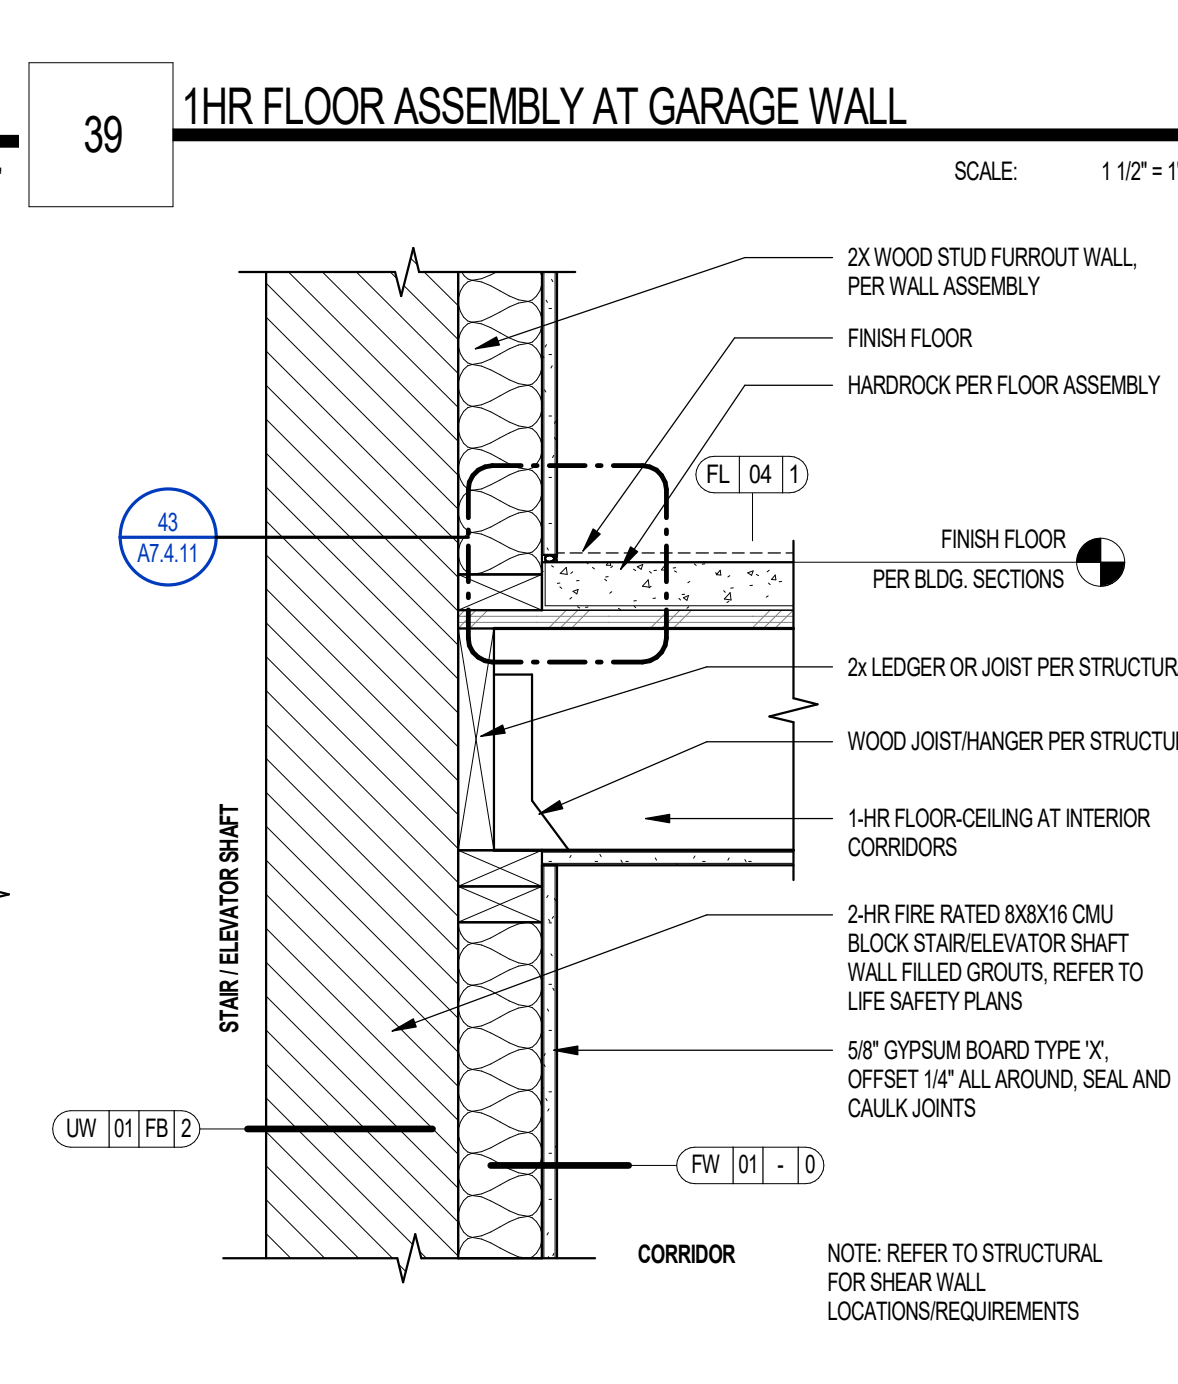 39
1HR FLOOR ASSEMBLY AT GARAGE WALL
SCALE: 1 1/2" = 1'
2X WOOD STUD FURROUT WALL,
PER WALL ASSEMBLY
FINISH FLOOR
HARDROCK PER FLOOR ASSEMBLY
FL 04 1
43
A7.4.11
FINISH FLOOR
PER BLDG. SECTIONS
2x LEDGER OR JOIST PER
WOOD JOIST/HANGER PER
1-HR FLOOR-CEILING AT INTERIOR
CORRIDORS
STAIR / ELEVATOR SHAFT
2-HR FIRE RATED 8X8X16 CMU
BLOCK STAIR/ELEVATOR SHAFT
WALL FILLED GROUTS, REFER TO
LIFE SAFETY PLANS
5/8" GYPSUM BOARD TYPE 'X',
OFFSET 1/4" ALL AROUND, SEAL AND
CAULK JOINTS
UW 01 FB 2
FW 01 - 0
CORRIDOR
NOTE: REFER TO STRUCTURAL
FOR SHEAR WALL
LOCATIONS/REQUIREMENTS